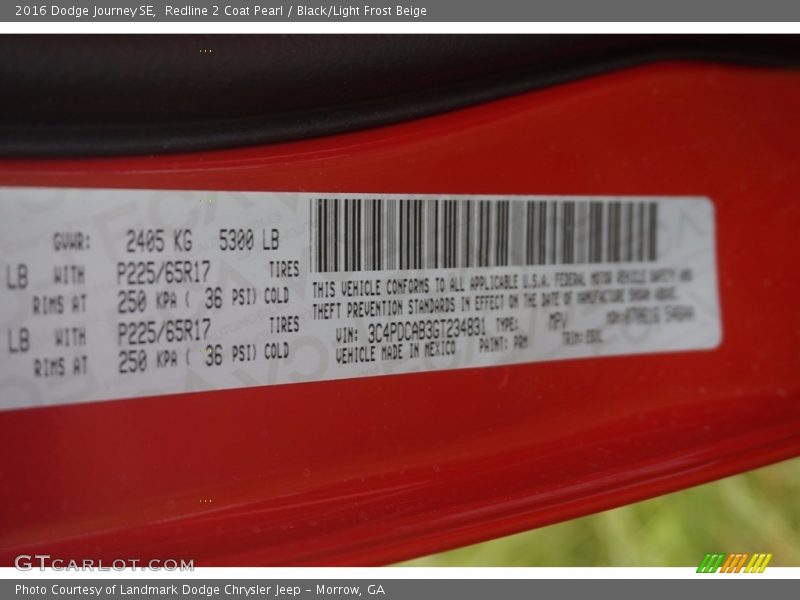 2016 Dodge Journey SE,  Redline 2 Coat Pearl / Black/Light Frost Beige
GVWR: 2405 KG 5300 LB
LB WITH P225/65R17 TIRES
RIMS AT 250 KPA ( 36 PSI) COLD
LB WITH P225/65R17 TIRES
RIMS AT 250 KPA ( 36 PSI) COLD
THIS VEHICLE CONFORMS TO ALL APPLICABLE U.S.A. FEDERAL MOTOR VEHICLE SAFETY AND
THEFT PREVENTION STANDARDS IN EFFECT ON THE DATE OF MANUFACTURE SHOWN ABOVE.
VIN: 3C4PDCAB3GT234831 TYPE: MPV
VEHICLE MADE IN MEXICO PAINT: PRM TRIM:
GTCARLOT.COM
Photo Courtesy of Landmark Dodge Chrysler Jeep – Morrow, GA